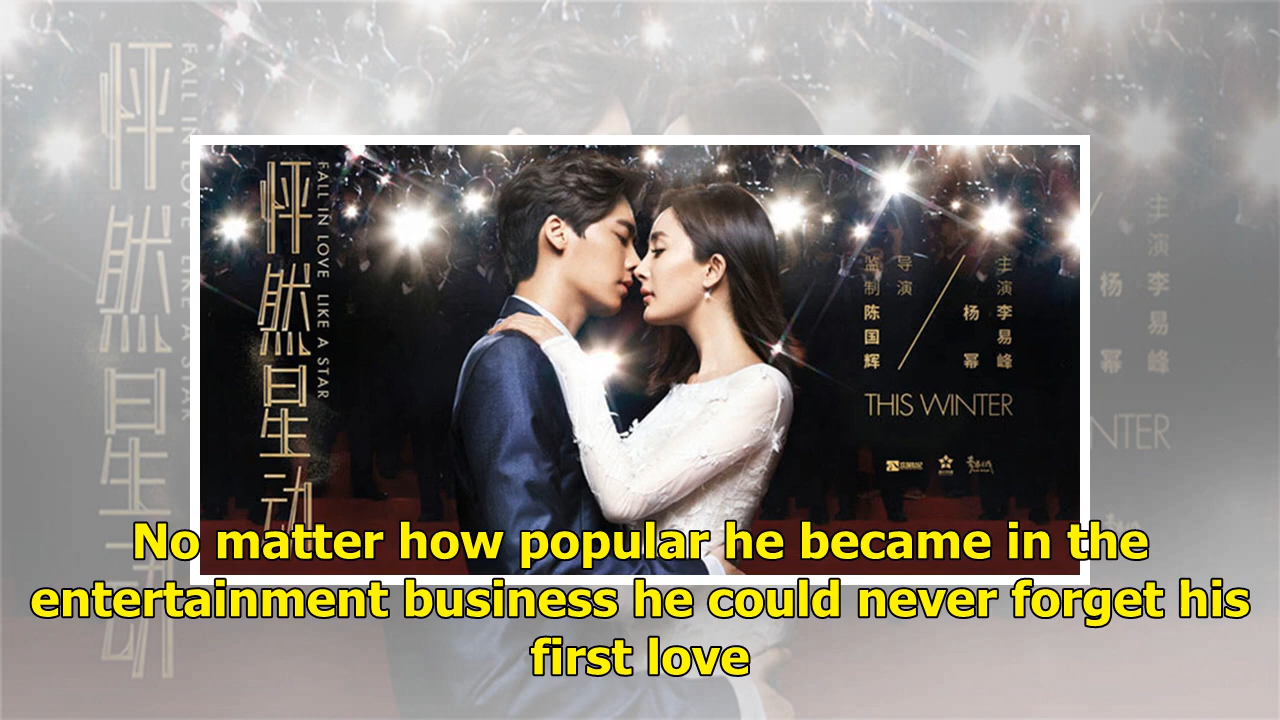 怦然星动
FALL IN LOVE LIKE A STAR
监制
陈国辉
导演
杨幂
主演
李易峰
THIS WINTER
No matter how popular he became in the
entertainment business he could never forget his
first love